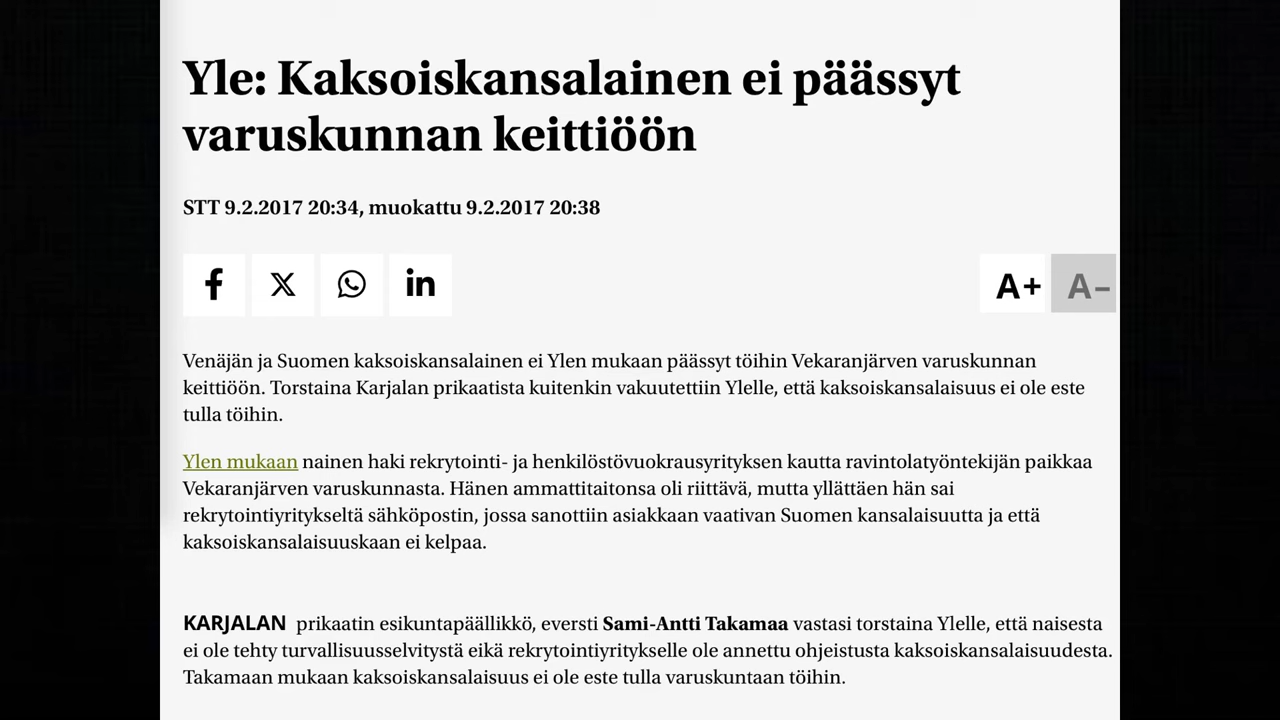 Yle: Kaksoiskansalainen ei päässyt
varuskunnan keittiöön
STT 9.2.2017 20:34, muokattu 9.2.2017 20:38
A+ A-
Venäjän ja Suomen kaksoiskansalainen ei Ylen mukaan päässyt töihin Vekaranjärven varuskunnan
keittiöön. Torstaina Karjalan prikaatista kuitenkin vakuutettiin Ylelle, että kaksoiskansalaisuus ei ole este
tulla töihin.
Ylen mukaan nainen haki rekrytointi- ja henkilöstövuokrausyrityksen kautta ravintolatyöntekijän paikkaa
Vekaranjärven varuskunnasta. Hänen ammattitaitonsa oli riittävä, mutta yllättäen hän sai
rekrytointiyritykseltä sähköpostin, jossa sanottiin asiakkaan vaativan Suomen kansalaisuutta ja että
kaksoiskansalaisuuskaan ei kelpaa.
KARJALAN prikaatin esikuntapäällikkö, eversti Sami-Antti Takamaa vastasi torstaina Ylelle, että naisesta
ei ole tehty turvallisuusselvitystä eikä rekrytointiyritykselle ole annettu ohjeistusta kaksoiskansalaisuudesta.
Takamaan mukaan kaksoiskansalaisuus ei ole este tulla varuskuntaan töihin.